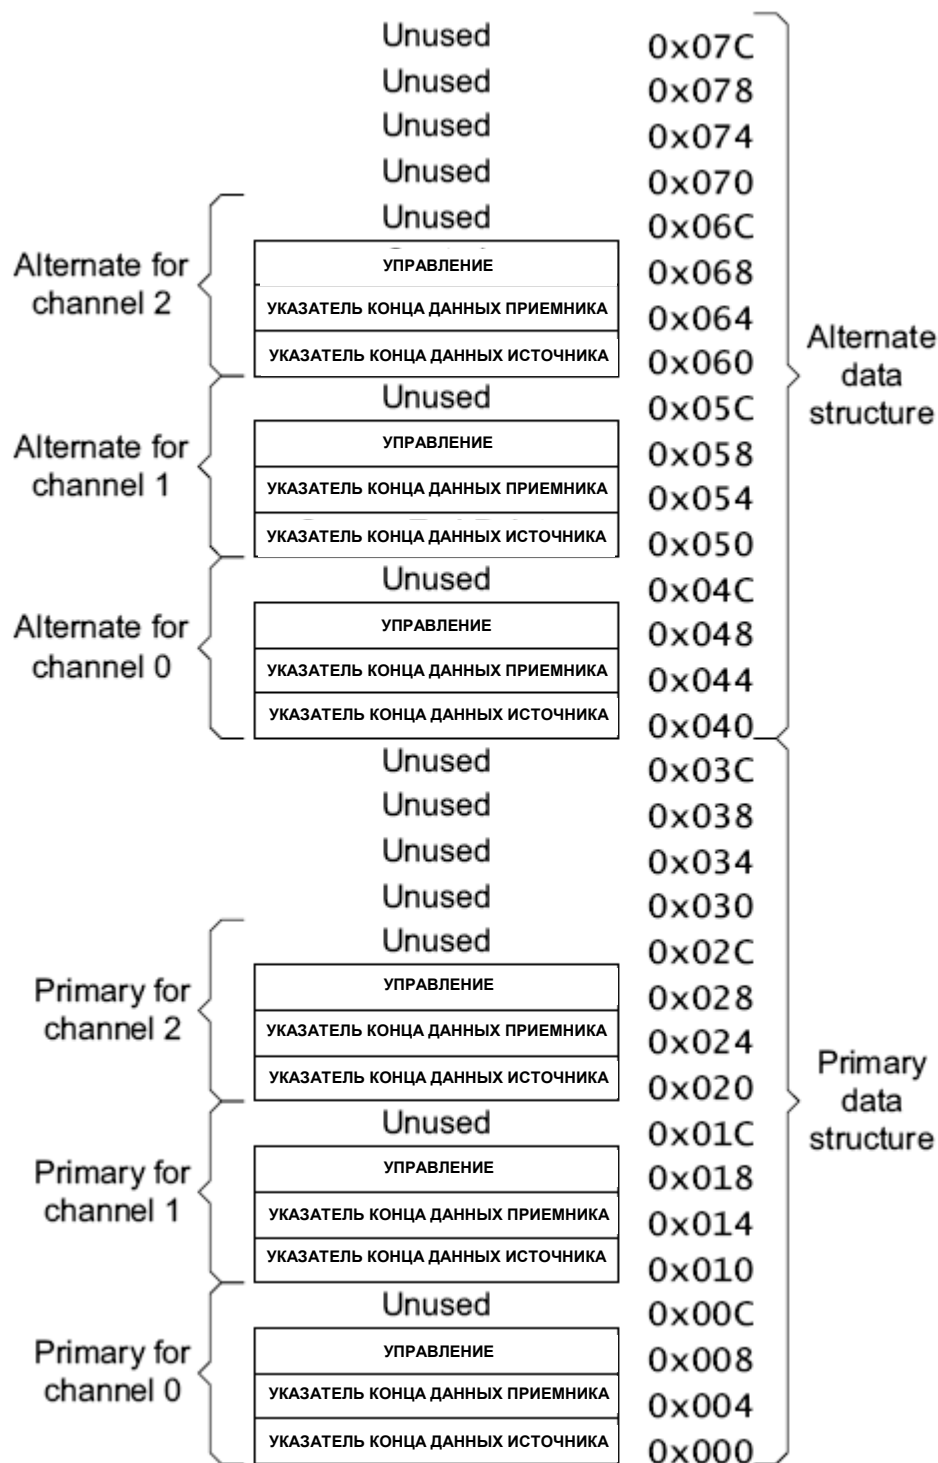 Unused 0x07C
Unused 0x078
Unused 0x074
Unused 0x070
Unused 0x06C
Alternate for
channel 2
УПРАВЛЕНИЕ 0x068
УКАЗАТЕЛЬ КОНЦА ДАННЫХ ПРИЕМНИКА 0x064
УКАЗАТЕЛЬ КОНЦА ДАННЫХ ИСТОЧНИКА 0x060
Alternate
data
structure
Unused 0x05C
Alternate for
channel 1
УПРАВЛЕНИЕ 0x058
УКАЗАТЕЛЬ КОНЦА ДАННЫХ ПРИЕМНИКА 0x054
УКАЗАТЕЛЬ КОНЦА ДАННЫХ ИСТОЧНИКА 0x050
Unused 0x04C
Alternate for
channel 0
УПРАВЛЕНИЕ 0x048
УКАЗАТЕЛЬ КОНЦА ДАННЫХ ПРИЕМНИКА 0x044
УКАЗАТЕЛЬ КОНЦА ДАННЫХ ИСТОЧНИКА 0x040
Unused 0x03C
Unused 0x038
Unused 0x034
Unused 0x030
Unused 0x02C
Primary for
channel 2
УПРАВЛЕНИЕ 0x028
УКАЗАТЕЛЬ КОНЦА ДАННЫХ ПРИЕМНИКА 0x024
УКАЗАТЕЛЬ КОНЦА ДАННЫХ ИСТОЧНИКА 0x020
Primary
data
structure
Unused 0x01C
Primary for
channel 1
УПРАВЛЕНИЕ 0x018
УКАЗАТЕЛЬ КОНЦА ДАННЫХ ПРИЕМНИКА 0x014
УКАЗАТЕЛЬ КОНЦА ДАННЫХ ИСТОЧНИКА 0x010
Unused 0x00C
Primary for
channel 0
УПРАВЛЕНИЕ 0x008
УКАЗАТЕЛЬ КОНЦА ДАННЫХ ПРИЕМНИКА 0x004
УКАЗАТЕЛЬ КОНЦА ДАННЫХ ИСТОЧНИКА 0x000